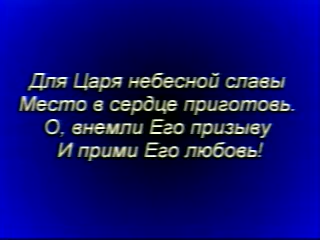 Для Царя небесной славы
Место в сердце приготовь.
О, внемли Его призыву
И прими Его любовь!